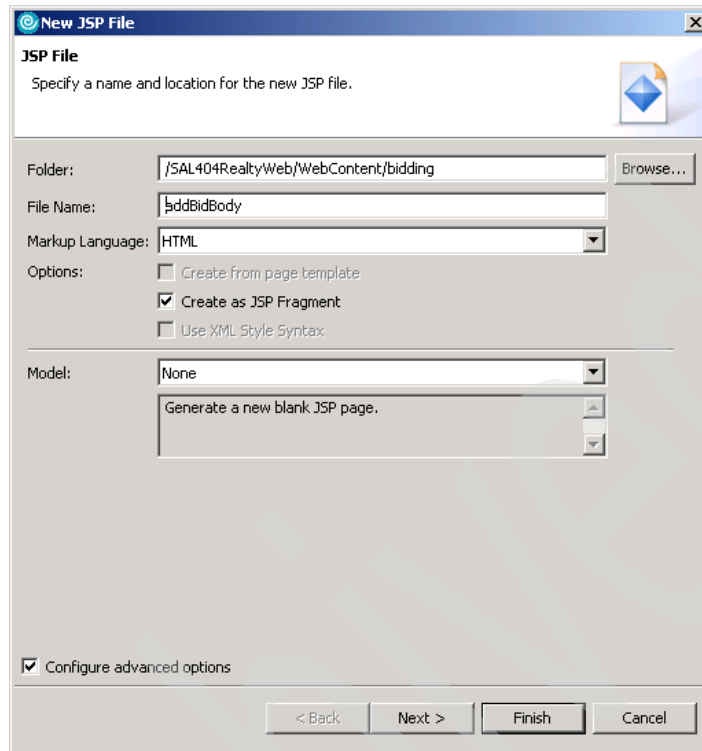 New JSP File
JSP File
Specify a name and location for the new JSP file.
Folder: /SAL404RealtyWeb/WebContent/bidding Browse...
File Name: addBidBody
Markup Language: HTML
Options: Create from page template
Create as JSP Fragment
Use XML Style Syntax
Model: None
Generate a new blank JSP page.
Configure advanced options
< Back Next > Finish Cancel